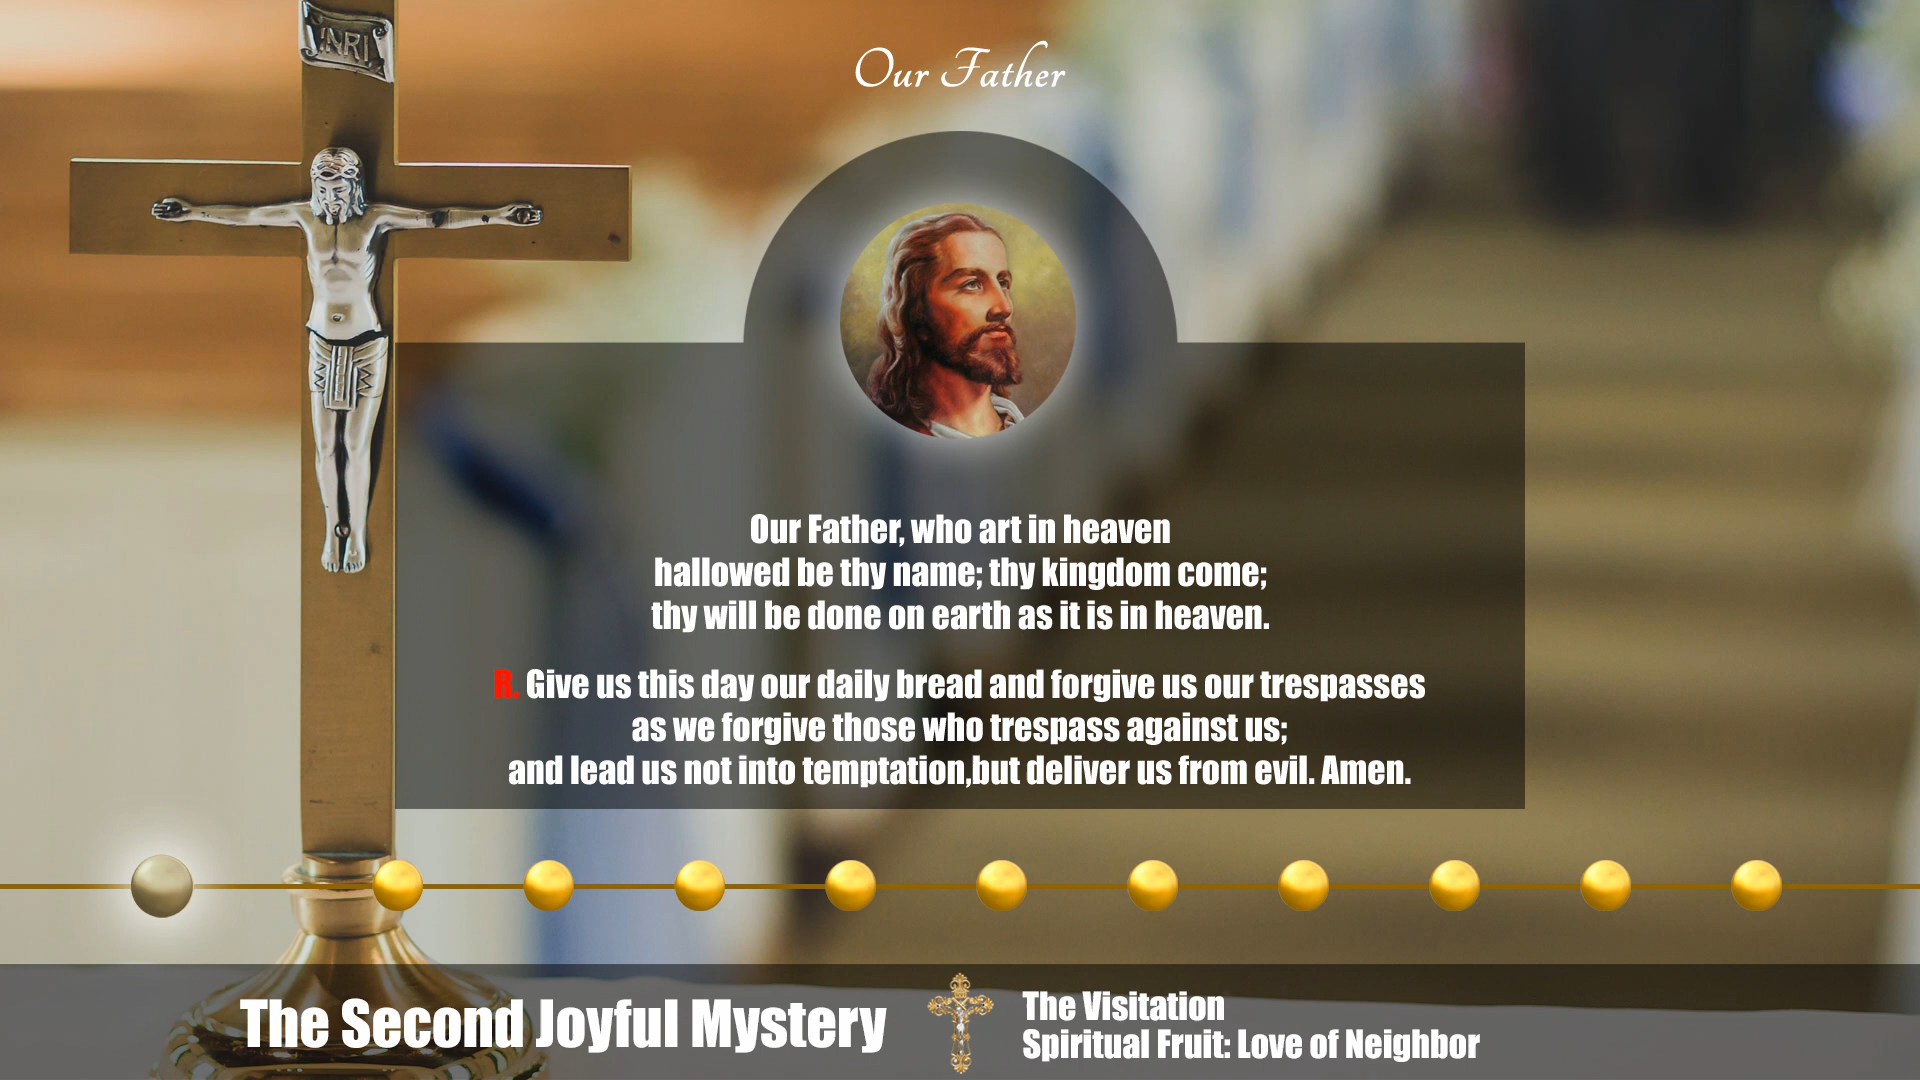 INRI
Our Father
Our Father, who art in heaven
hallowed be thy name; thy kingdom come;
thy will be done on earth as it is in heaven.
R. Give us this day our daily bread and forgive us our trespasses
as we forgive those who trespass against us;
and lead us not into temptation,but deliver us from evil. Amen.
The Second Joyful Mystery
The Visitation
Spiritual Fruit: Love of Neighbor